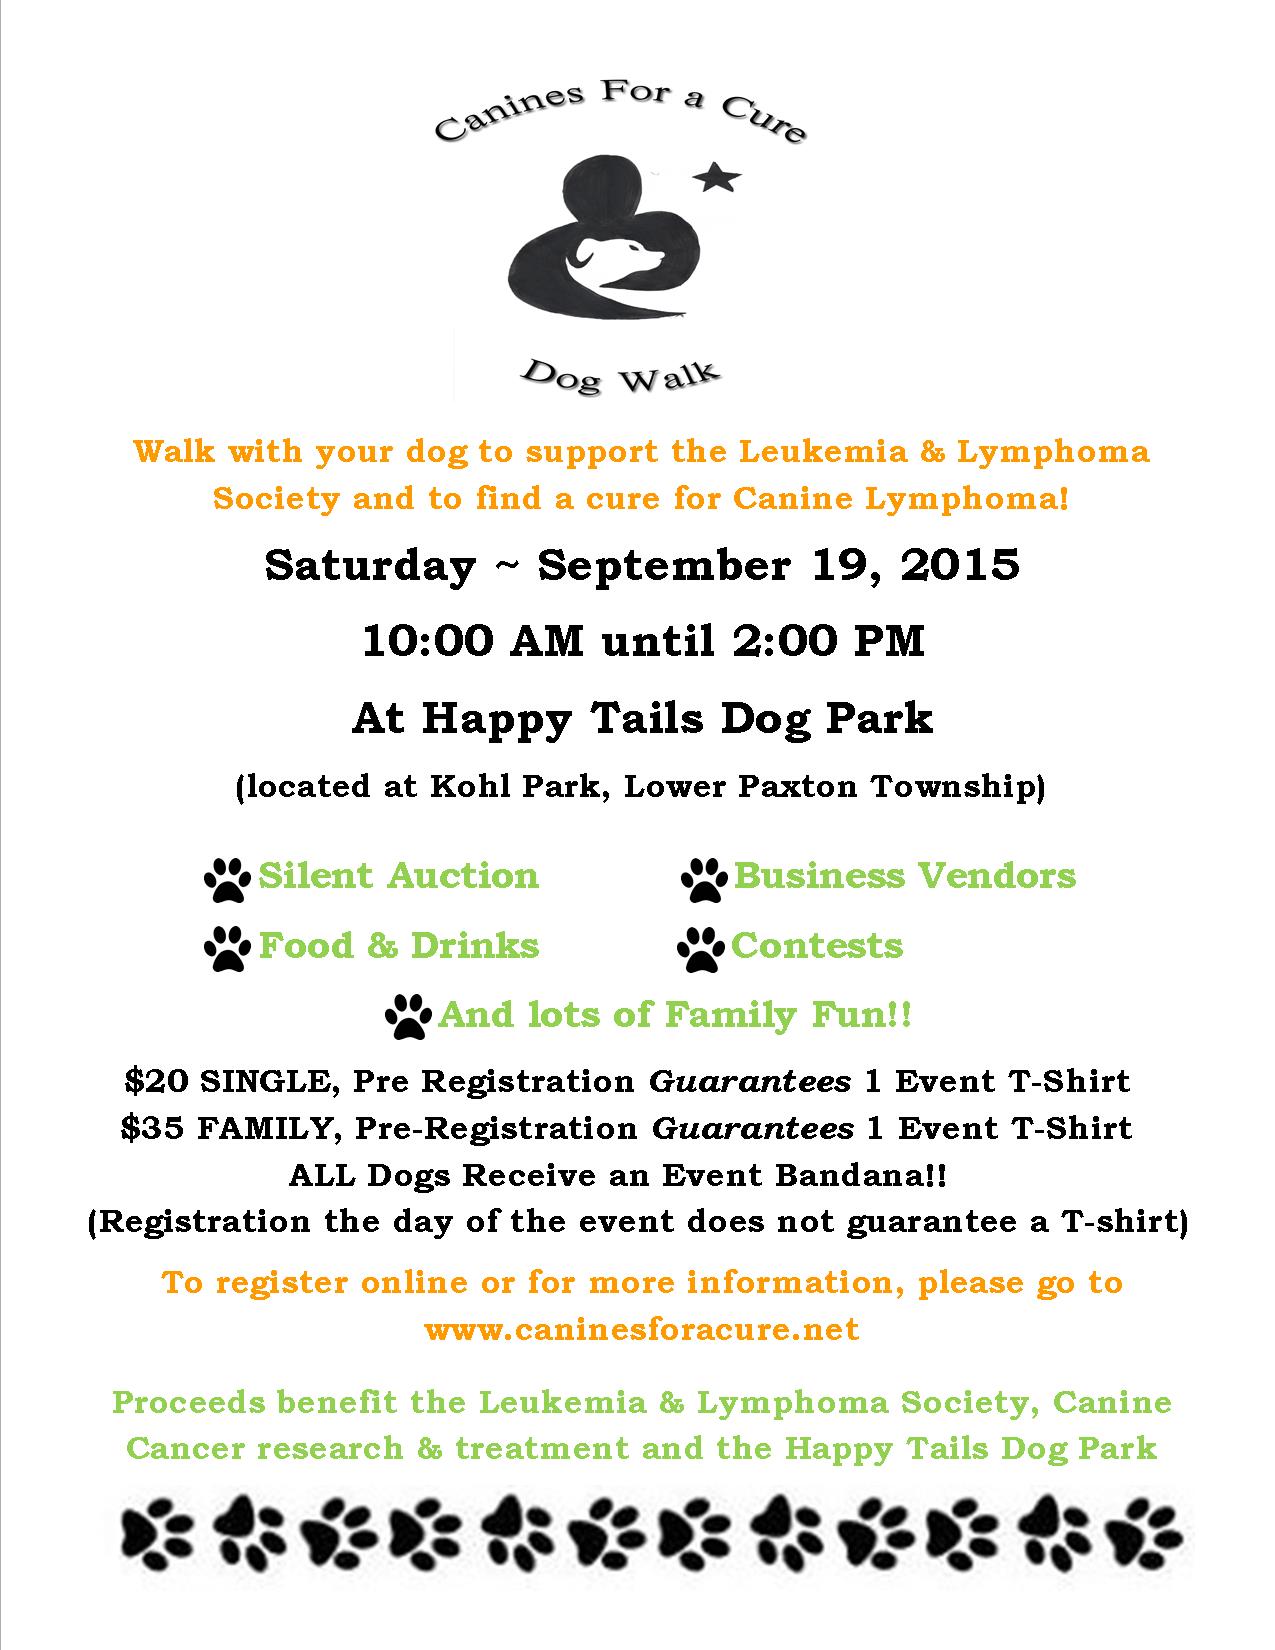 Canines For a Cure
Dog Walk
Walk with your dog to support the Leukemia & Lymphoma
Society and to find a cure for Canine Lymphoma!
Saturday ~ September 19, 2015
10:00 AM until 2:00 PM
At Happy Tails Dog Park
(located at Kohl Park, Lower Paxton Township)
Silent Auction Business Vendors
Food & Drinks Contests
And lots of Family Fun!!
$20 SINGLE, Pre Registration Guarantees 1 Event T-Shirt
$35 FAMILY, Pre-Registration Guarantees 1 Event T-Shirt
ALL Dogs Receive an Event Bandana!!
(Registration the day of the event does not guarantee a T-shirt)
To register online or for more information, please go to
www.caninesforacure.net
Proceeds benefit the Leukemia & Lymphoma Society, Canine
Cancer research & treatment and the Happy Tails Dog Park